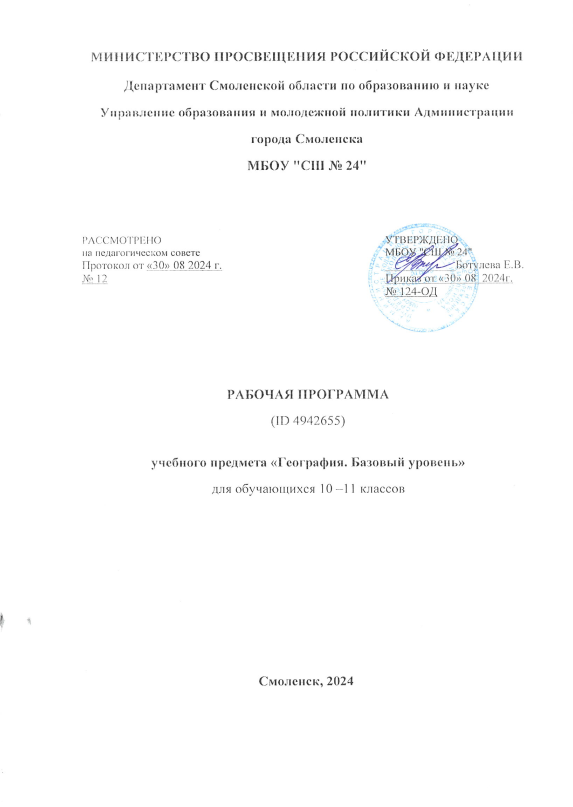 МИНИСТЕРСТВО ПРОСВЕЩЕНИЯ РОССИЙСКОЙ ФЕДЕРАЦИИ
Департамент Смоленской области по образованию и науке
Управление образования и молодежной политики Администрации
города Смоленска
МБОУ "СШ № 24"
РАССМОТРЕНО
на педагогическом совете
Протокол от «30» 08 2024 г.
№ 12
УТВЕРЖДЕНО
МБОУ "СШ № 24"
Ботулева Е.В.
Приказ от «30» 08 2024г.
№ 124-ОД
РАБОЧАЯ ПРОГРАММА
(ID 4942655)
учебного предмета «География. Базовый уровень»
для обучающихся 10 –11 классов
Смоленск, 2024